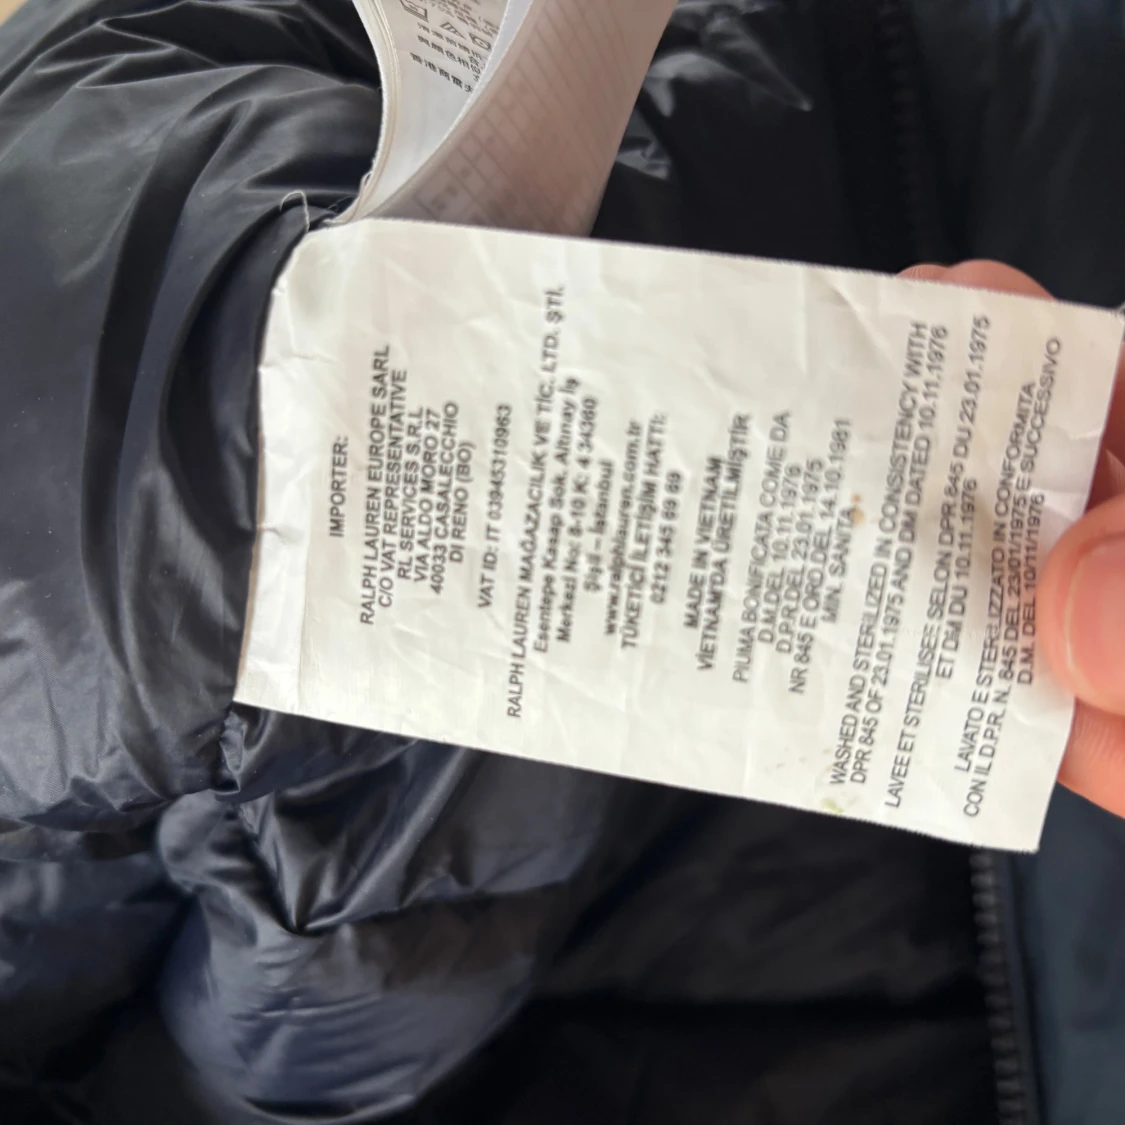 IMPORTER:
RALPH LAUREN EUROPE SARL
C/O VAT REPRESENTATIVE
RL SERVICES S.R.L
VIA ALDO MORO 27
40033 CASALECCHIO
DI RENO (BO)
VAT ID: IT 03945310963
RALPH LAUREN MAĞAZACILIK VE TİC. LTD. ŞTİ.
Esentepe Kasap Sok. Altınay İş
Merkezi No: 8-10 K: 4 34360
Şişli – İstanbul
www.ralphlauren.com.tr
TÜKETİCİ İLETİŞİM HATTI:
0212 345 69 69
MADE IN VIETNAM
VIETNAM'DA ÜRETİLMİŞTİR
PIUMA BONIFICATA COME DA
D.M.DEL 10.11.1976
D.P.R.DEL 23.01.1975
NR 845 E ORD.DEL 14.10.1981
MIN. SANITA.
WASHED AND STERILIZED IN CONSISTENCY WITH
DPR 845 OF 23.01.1975 AND DM DATED 10.11.1976
LAVEE ET STERILISEE SELON DPR 845 DU 23.01.1975
ET DM DU 10.11.1976
LAVATO E STERILIZZATO IN CONFORMITA
CON IL D.P.R. N. 845 DEL 23/01/1975 E SUCCESSIVO
D.M. DEL 10/11/1976